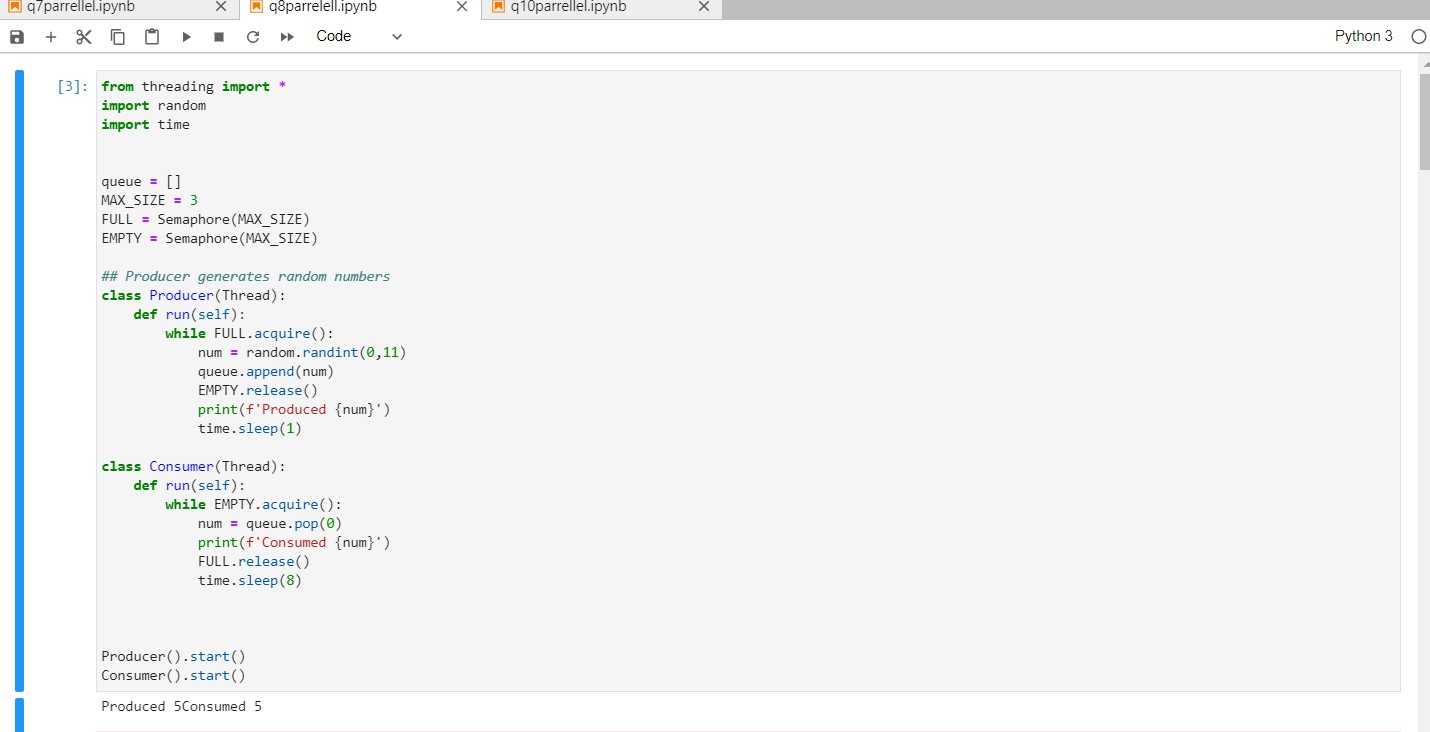 q7parrellel.ipynb
q8parrelell.ipynb
q10parrellel.ipynb
Code
Python 3
[3]:
from threading import *
import random
import time
queue = []
MAX_SIZE = 3
FULL = Semaphore(MAX_SIZE)
EMPTY = Semaphore(MAX_SIZE)
## Producer generates random numbers
class Producer(Thread):
    def run(self):
        while FULL.acquire():
            num = random.randint(0,11)
            queue.append(num)
            EMPTY.release()
            print(f'Produced {num}')
            time.sleep(1)
class Consumer(Thread):
    def run(self):
        while EMPTY.acquire():
            num = queue.pop(0)
            print(f'Consumed {num}')
            FULL.release()
            time.sleep(8)
Producer().start()
Consumer().start()
Produced 5Consumed 5